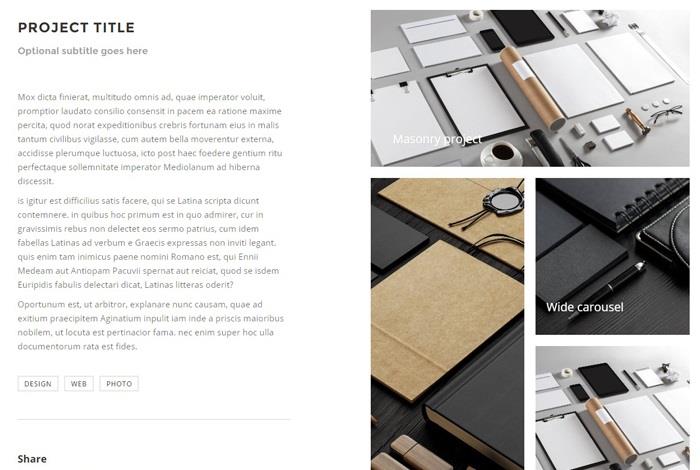 PROJECT TITLE
Optional subtitle goes here
Mox dicta finierat, multitudo omnis ad, quae imperator voluit,
promptior laudato consilio consensit in pacem ea ratione maxime
percita, quod norat expeditionibus crebris fortunam eius in malis
tantum civilibus vigilasse, cum autem bella moverentur externa,
accidisse plerumque luctuosa, icto post haec foedere gentium ritu
perfectaque sollemnitate imperator Mediolanum ad hiberna
discessit.
is igitur est difficilius satis facere, qui se Latina scripta dicunt
contemnere. in quibus hoc primum est in quo admirer, cur in
gravissimis rebus non delectet eos sermo patrius, cum idem
fabellas Latinas ad verbum e Graecis expressas non inviti legant.
quis enim tam inimicus paene nomini Romano est, qui Ennii
Medeam aut Antiopam Pacuvii spernat aut reiciat, quod se isdem
Euripidis fabulis delectari dicat, Latinas litteras oderit?
Oportunum est, ut arbitror, explanare nunc causam, quae ad
exitium praecipitem Aginatium inpulit iam inde a priscis maioribus
nobilem, ut locuta est pertinacior fama. nec enim super hoc ulla
documentorum rata est fides.
DESIGN WEB PHOTO
Share
Masonry project
Wide carousel